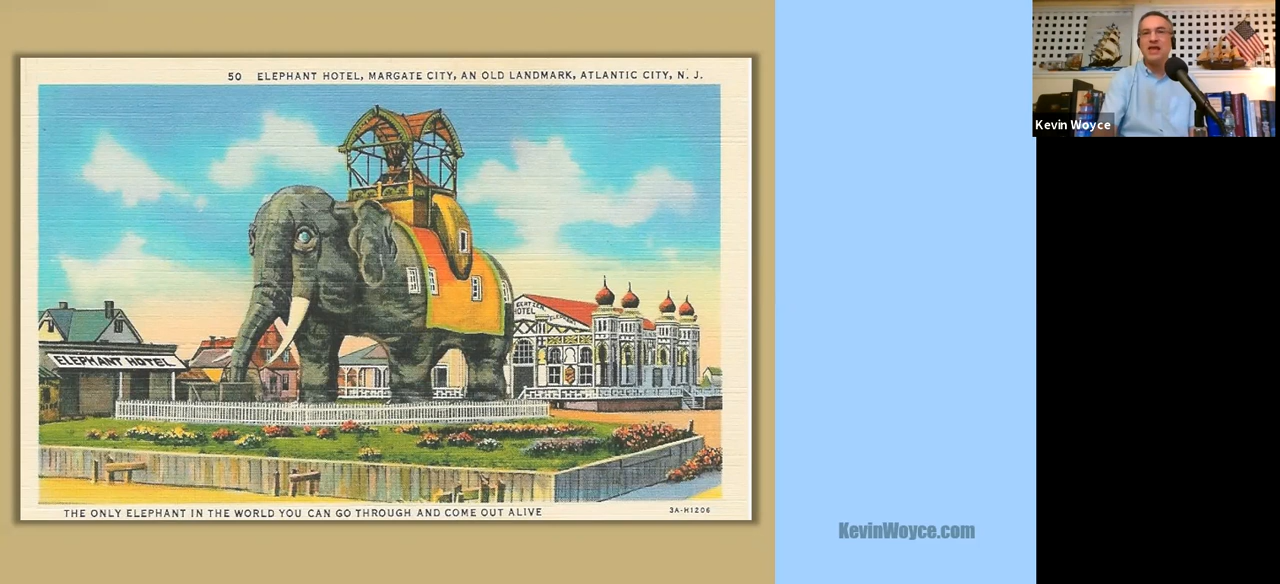 50 ELEPHANT HOTEL, MARGATE CITY, AN OLD LANDMARK, ATLANTIC CITY, N. J.
ELEPHANT HOTEL
HOTEL
THE ONLY ELEPHANT IN THE WORLD YOU CAN GO THROUGH AND COME OUT ALIVE
3A-H1206
KevinWoyce.com
Kevin Woyce